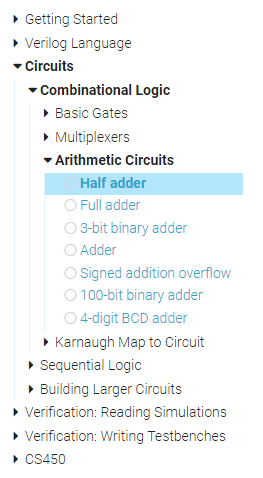 Getting Started
Verilog Language
Circuits
Combinational Logic
Basic Gates
Multiplexers
Arithmetic Circuits
Half adder
Full adder
3-bit binary adder
Adder
Signed addition overflow
100-bit binary adder
4-digit BCD adder
Karnaugh Map to Circuit
Sequential Logic
Building Larger Circuits
Verification: Reading Simulations
Verification: Writing Testbenches
CS450